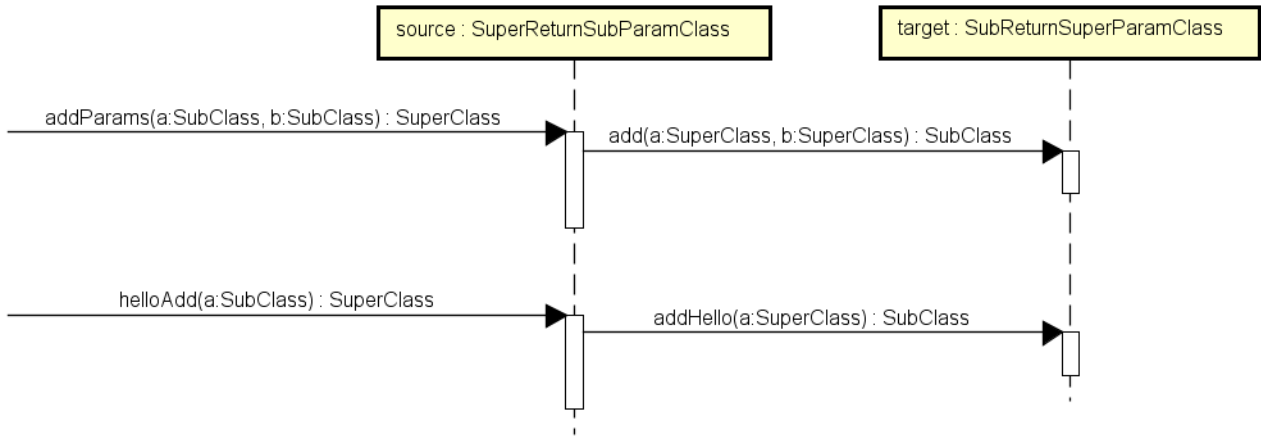 source : SuperReturnSubParamClass
target : SubReturnSuperParamClass
addParams(a:SubClass, b:SubClass) : SuperClass
add(a:SuperClass, b:SuperClass) : SubClass
helloAdd(a:SubClass) : SuperClass
addHello(a:SuperClass) : SubClass